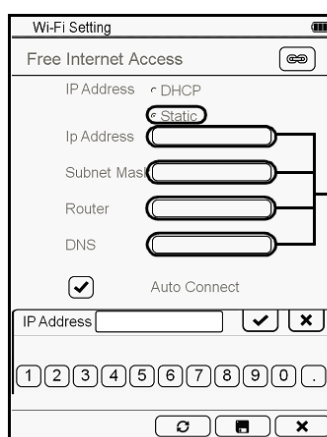 Wi-Fi Setting
Free Internet Access
IP Address DHCP
Static
Ip Address
Subnet Mask
Router
DNS
Auto Connect
IP Address
1 2 3 4 5 6 7 8 9 0 .